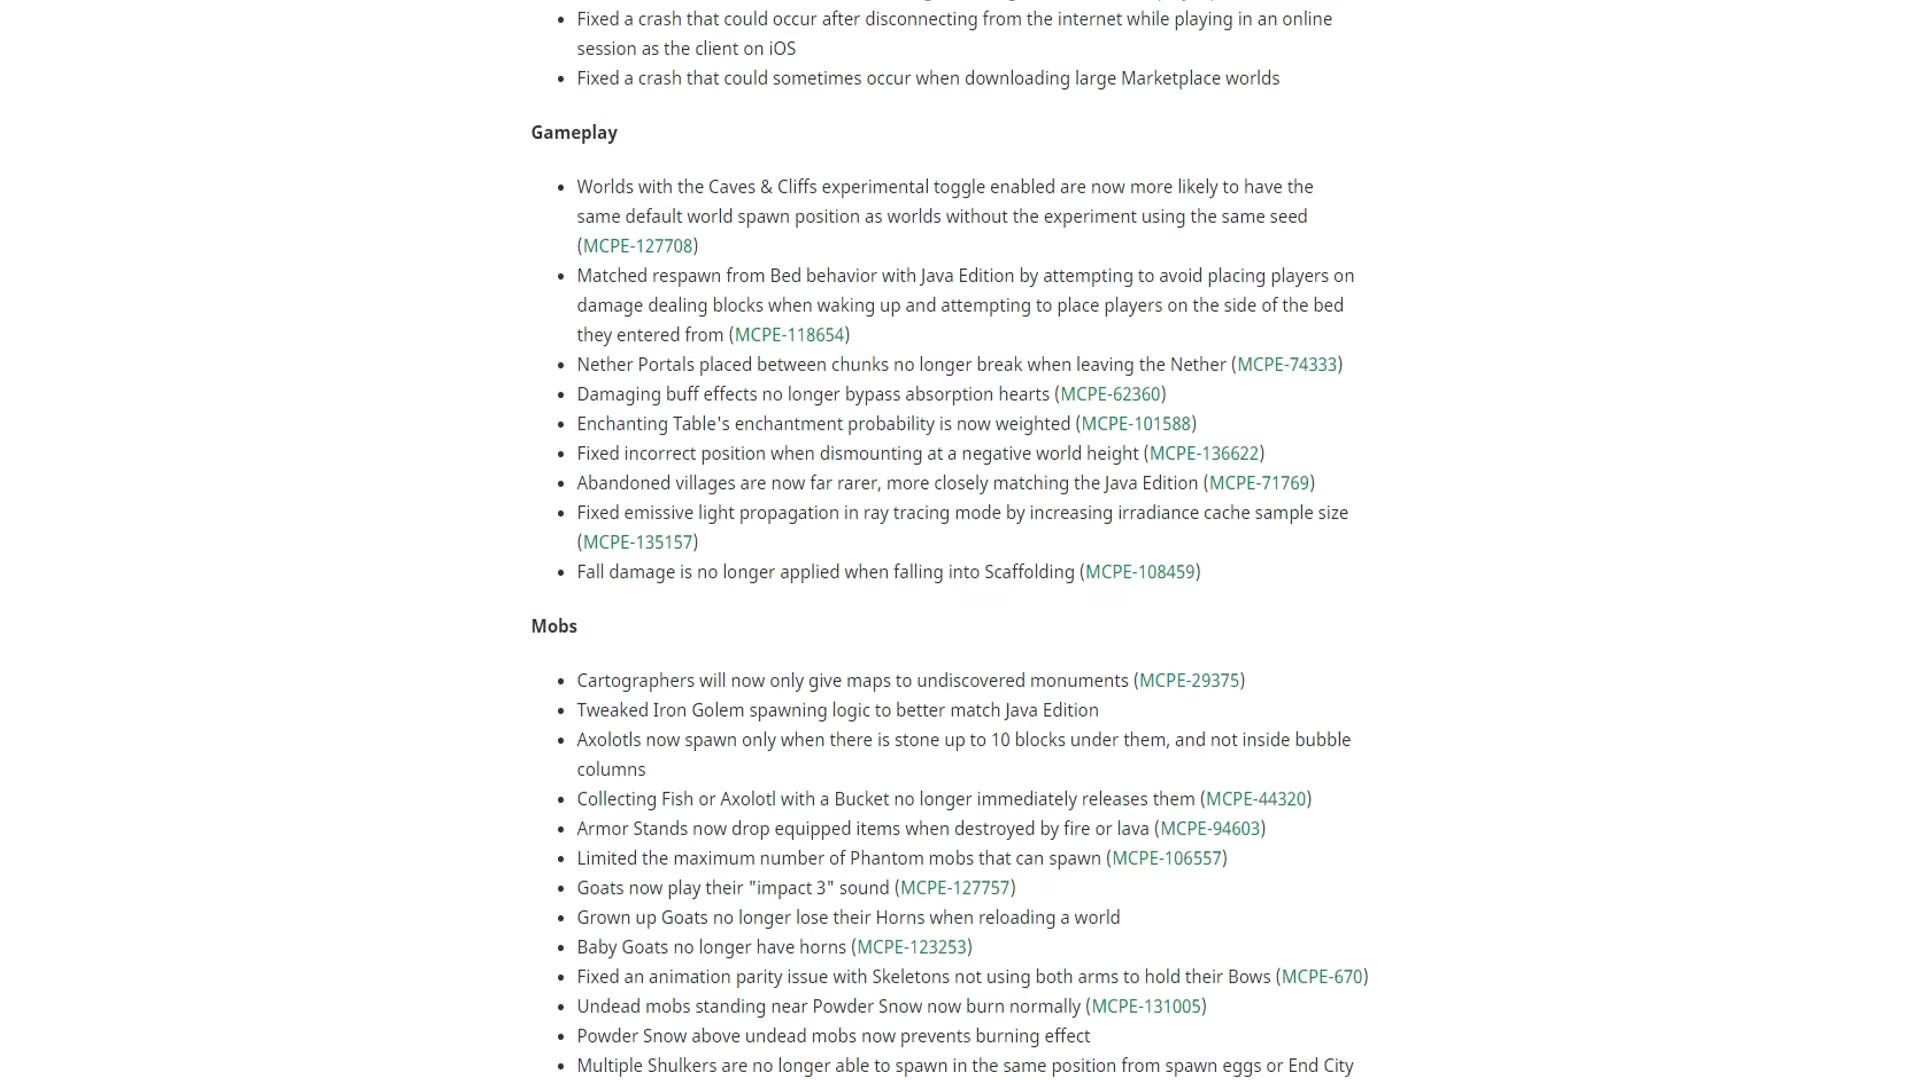 Fixed a crash that could occur after disconnecting from the internet while playing in an online
session as the client on iOS
Fixed a crash that could sometimes occur when downloading large Marketplace worlds
Gameplay
Worlds with the Caves & Cliffs experimental toggle enabled are now more likely to have the
same default world spawn position as worlds without the experiment using the same seed
(MCPE-127708)
Matched respawn from Bed behavior with Java Edition by attempting to avoid placing players on
damage dealing blocks when waking up and attempting to place players on the side of the bed
they entered from (MCPE-118654)
Nether Portals placed between chunks no longer break when leaving the Nether (MCPE-74333)
Damaging buff effects no longer bypass absorption hearts (MCPE-62360)
Enchanting Table's enchantment probability is now weighted (MCPE-101588)
Fixed incorrect position when dismounting at a negative world height (MCPE-136622)
Abandoned villages are now far rarer, more closely matching the Java Edition (MCPE-71769)
Fixed emissive light propagation in ray tracing mode by increasing irradiance cache sample size
(MCPE-135157)
Fall damage is no longer applied when falling into Scaffolding (MCPE-108459)
Mobs
Cartographers will now only give maps to undiscovered monuments (MCPE-29375)
Tweaked Iron Golem spawning logic to better match Java Edition
Axolotls now spawn only when there is stone up to 10 blocks under them, and not inside bubble
columns
Collecting Fish or Axolotl with a Bucket no longer immediately releases them (MCPE-44320)
Armor Stands now drop equipped items when destroyed by fire or lava (MCPE-94603)
Limited the maximum number of Phantom mobs that can spawn (MCPE-106557)
Goats now play their "impact 3" sound (MCPE-127757)
Grown up Goats no longer lose their Horns when reloading a world
Baby Goats no longer have horns (MCPE-123253)
Fixed an animation parity issue with Skeletons not using both arms to hold their Bows (MCPE-670)
Undead mobs standing near Powder Snow now burn normally (MCPE-131005)
Powder Snow above undead mobs now prevents burning effect
Multiple Shulkers are no longer able to spawn in the same position from spawn eggs or End City